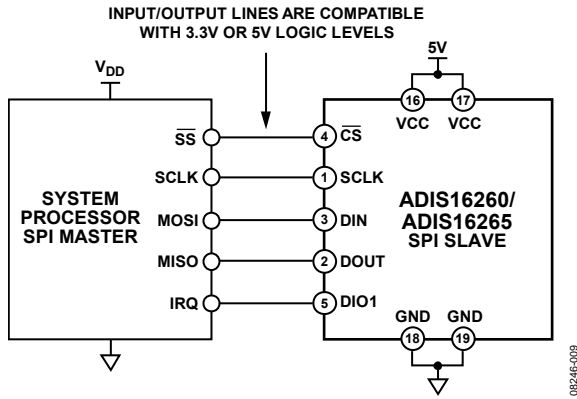 INPUT/OUTPUT LINES ARE COMPATIBLE
WITH 3.3V OR 5V LOGIC LEVELS
VDD
5V
16
17
VCC
VCC
SS
4
CS
SCLK
1
SCLK
SYSTEM
PROCESSOR
SPI MASTER
MOSI
3
DIN
ADIS16260/
ADIS16265
SPI SLAVE
MISO
2
DOUT
IRQ
5
DIO1
GND
GND
18
19
08246-009